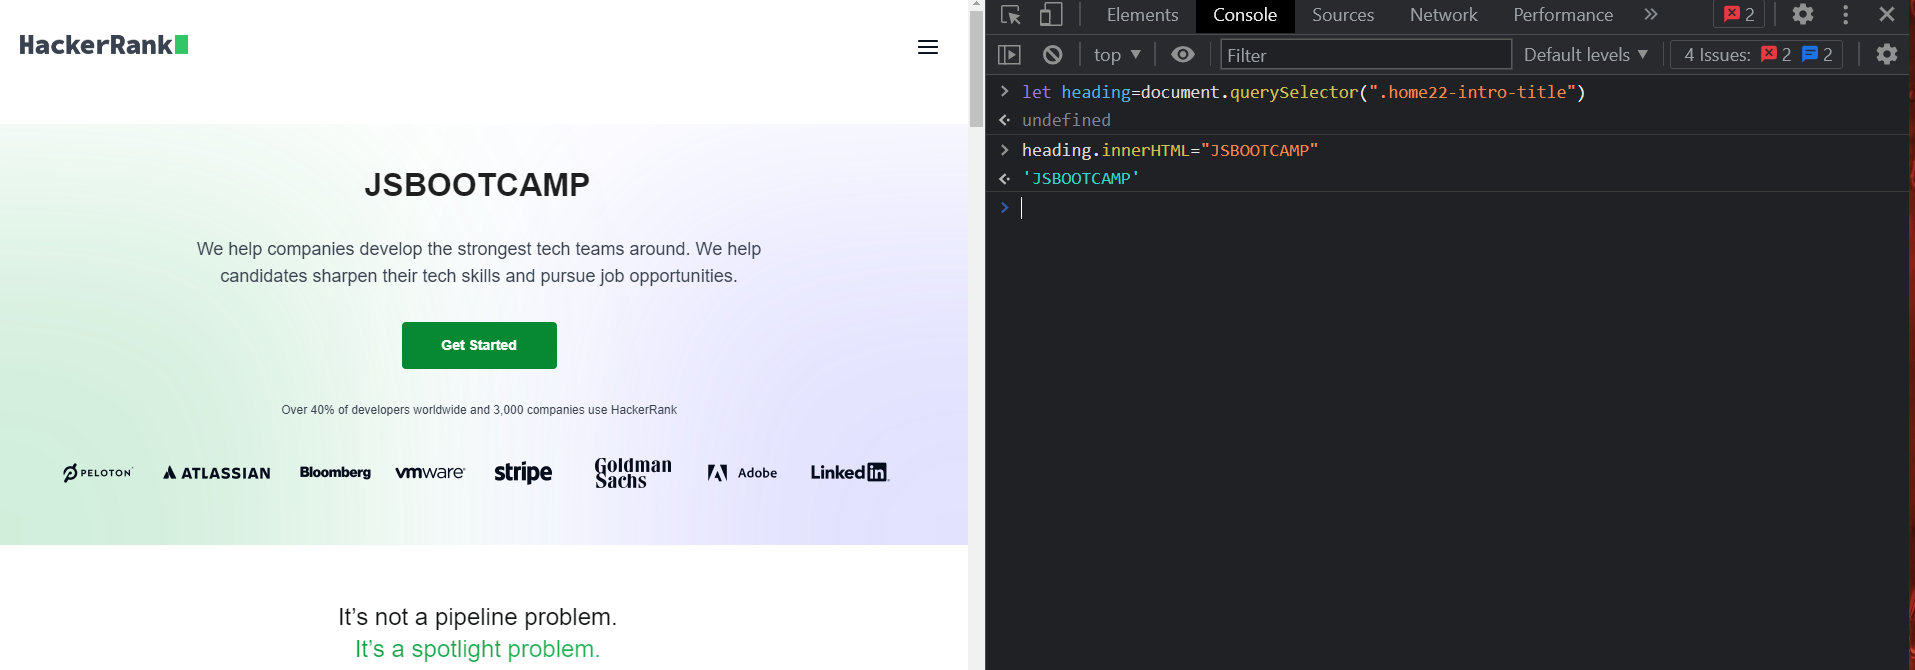 HackerRank
JSBOOTCAMP
We help companies develop the strongest tech teams around. We help
candidates sharpen their tech skills and pursue job opportunities.
Get Started
Over 40% of developers worldwide and 3,000 companies use HackerRank
PELOTON ATLASSIAN Bloomberg vmware® stripe Goldman Sachs Adobe LinkedIn
It’s not a pipeline problem.
It’s a spotlight problem.
Elements Console Sources Network Performance » 2
top ▼ Filter Default levels ▼ 4 Issues: 2 2
> let heading=document.querySelector(".home22-intro-title")
undefined
> heading.innerHTML="JSBOOTCAMP"
'JSBOOTCAMP'
>